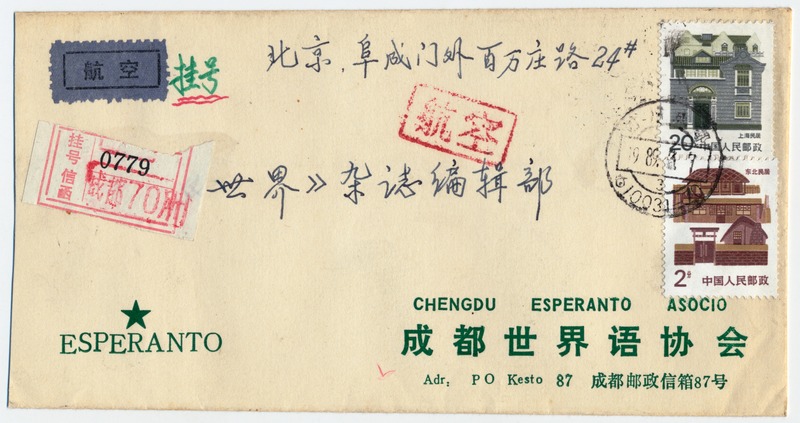 航空
挂号
北京,阜成门外百万庄路24#
航空
挂号
信函
0779
世界》杂誌编辑部
20
上海民居
中国人民邮政
东北民居
2分
中国人民邮政
★
ESPERANTO
CHENGDU ESPERANTO ASOCIO
成都世界语协会
Adr: PO Kesto 87 成都邮政信箱87号